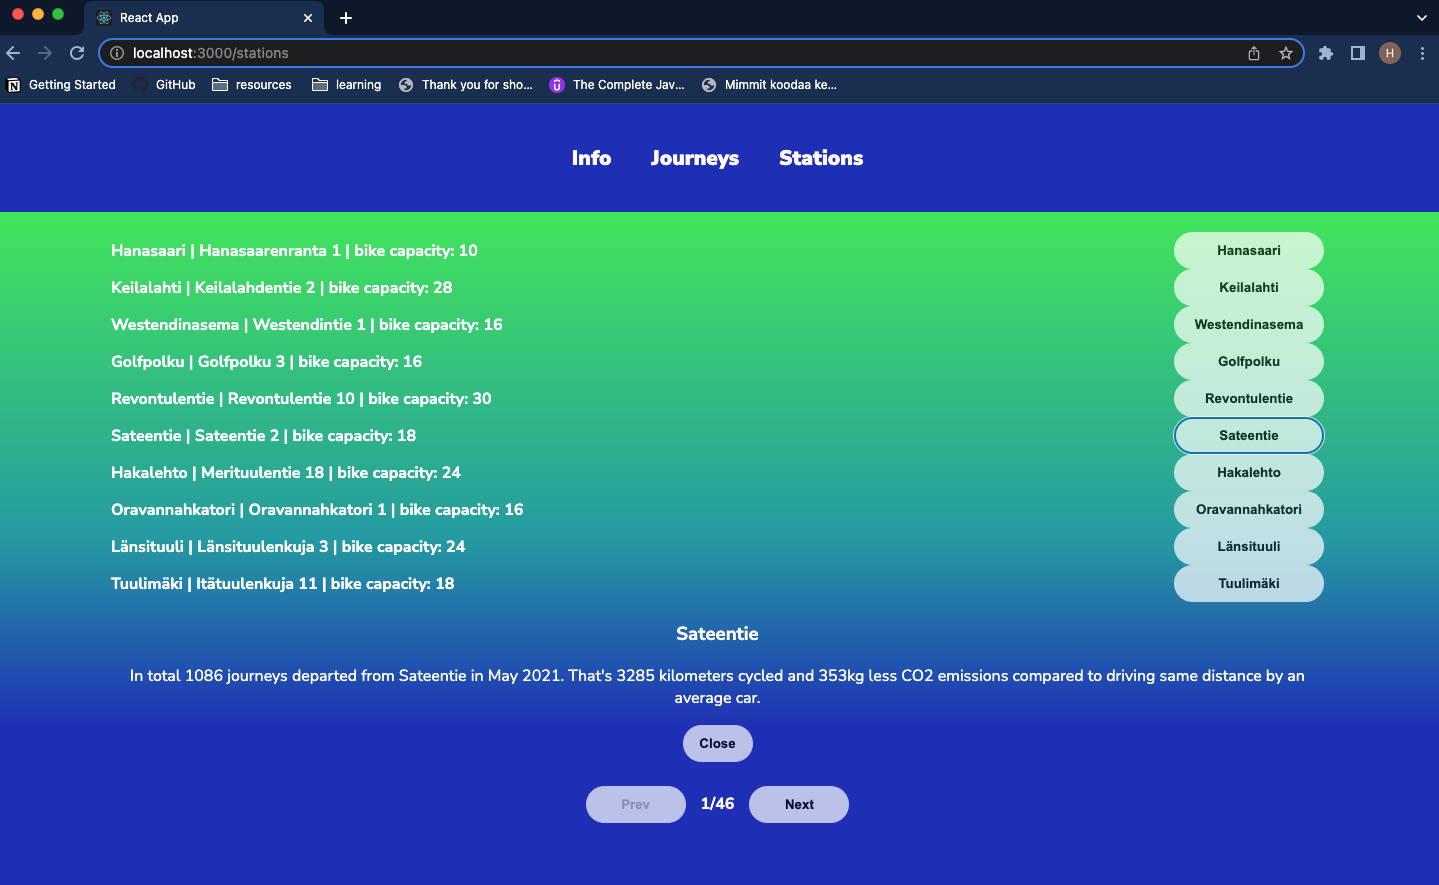 React App
localhost:3000/stations
H
Getting Started GitHub resources learning Thank you for sho... The Complete Jav... Mimmit koodaa ke...
Info Journeys Stations
Hanasaari | Hanasaarenranta 1 | bike capacity: 10 Hanasaari
Keilalahti | Keilalahdentie 2 | bike capacity: 28 Keilalahti
Westendinasema | Westendintie 1 | bike capacity: 16 Westendinasema
Golfpolku | Golfpolku 3 | bike capacity: 16 Golfpolku
Revontulentie | Revontulentie 10 | bike capacity: 30 Revontulentie
Sateentie | Sateentie 2 | bike capacity: 18 Sateentie
Hakalehto | Merituulentie 18 | bike capacity: 24 Hakalehto
Oravannahkatori | Oravannahkatori 1 | bike capacity: 16 Oravannahkatori
Länsituuli | Länsituulenkuja 3 | bike capacity: 24 Länsituuli
Tuulimäki | Itätuulenkuja 11 | bike capacity: 18 Tuulimäki
Sateentie
In total 1086 journeys departed from Sateentie in May 2021. That's 3285 kilometers cycled and 353kg less CO2 emissions compared to driving same distance by an
average car.
Close
Prev 1/46 Next